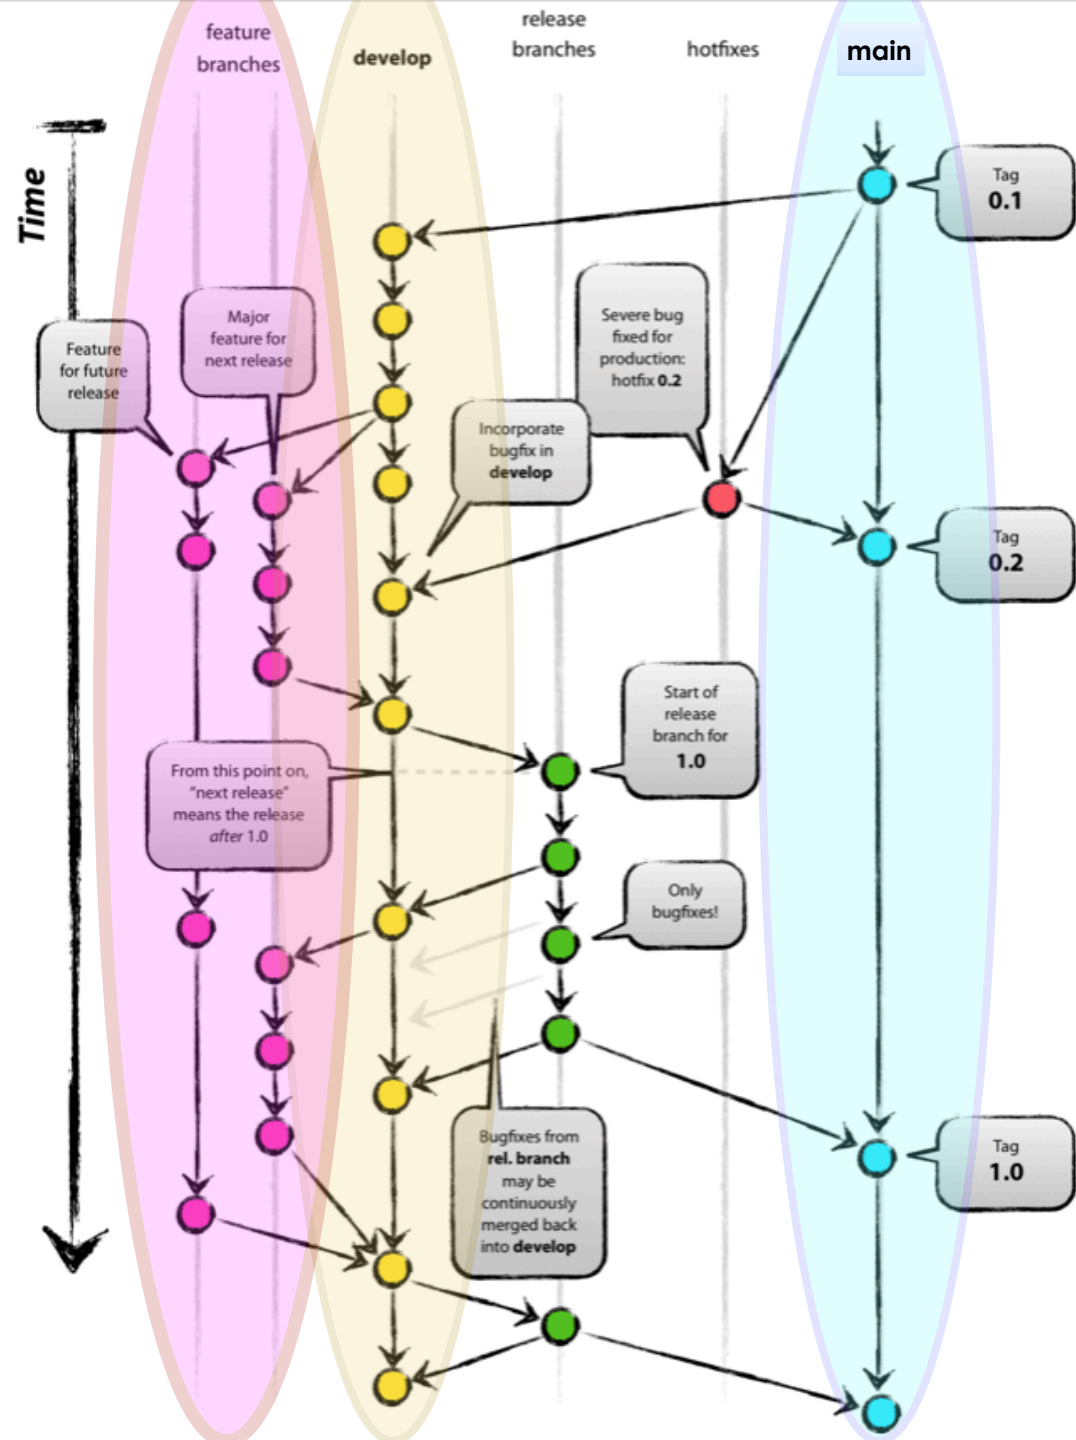 feature
branches
develop
release
branches
hotfixes
main
Time
Tag
0.1
Feature
for future
release
Major
feature for
next release
Severe bug
fixed for
production:
hotfix 0.2
Incorporate
bugfix in
develop
Tag
0.2
Start of
release
branch for
1.0
From this point on,
“next release”
means the release
after 1.0
Only
bugfixes!
Bugfixes from
rel. branch
may be
continuously
merged back
into develop
Tag
1.0